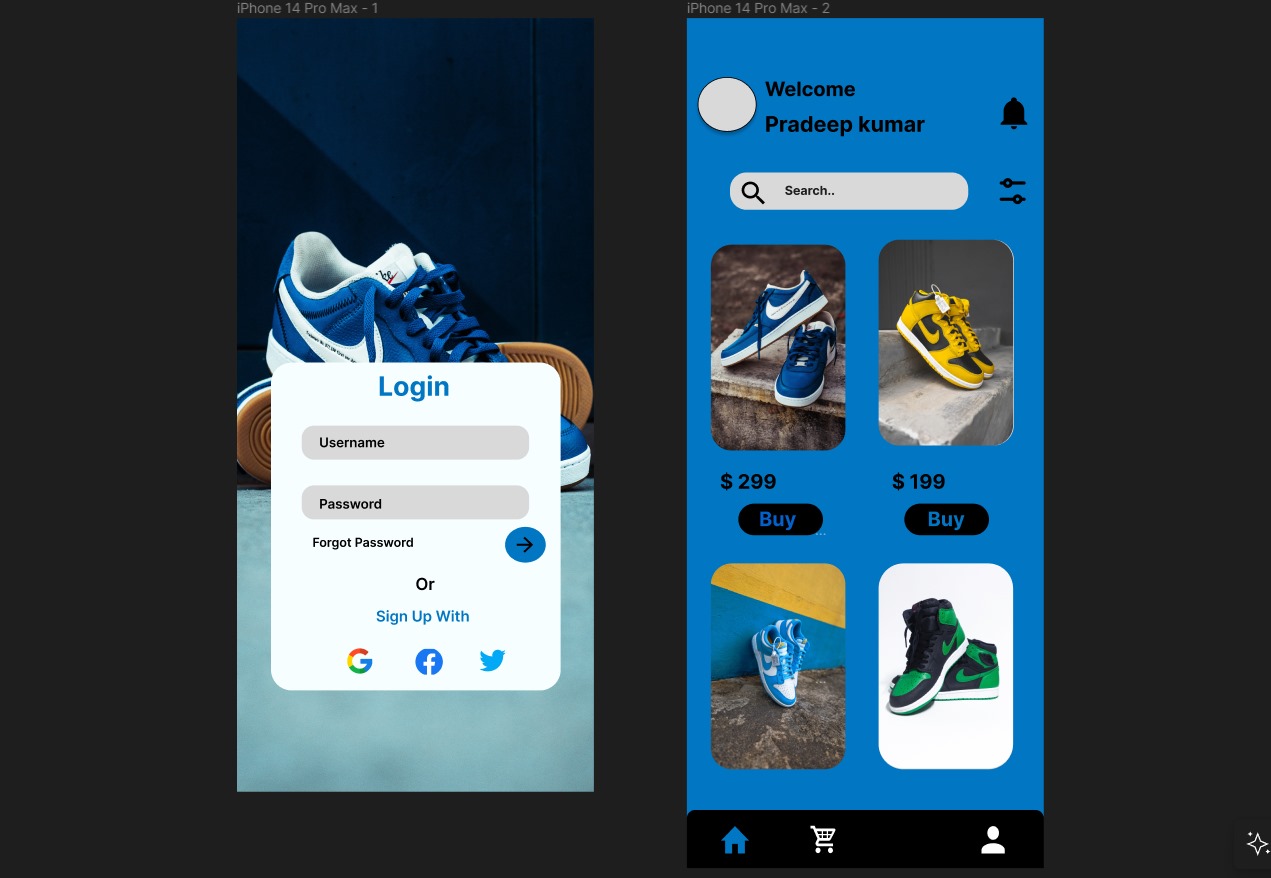 iPhone 14 Pro Max - 1
Login
Username
Password
Forgot Password
Or
Sign Up With
iPhone 14 Pro Max - 2
Welcome
Pradeep kumar
Search..
$ 299
$ 199
Buy
...
Buy